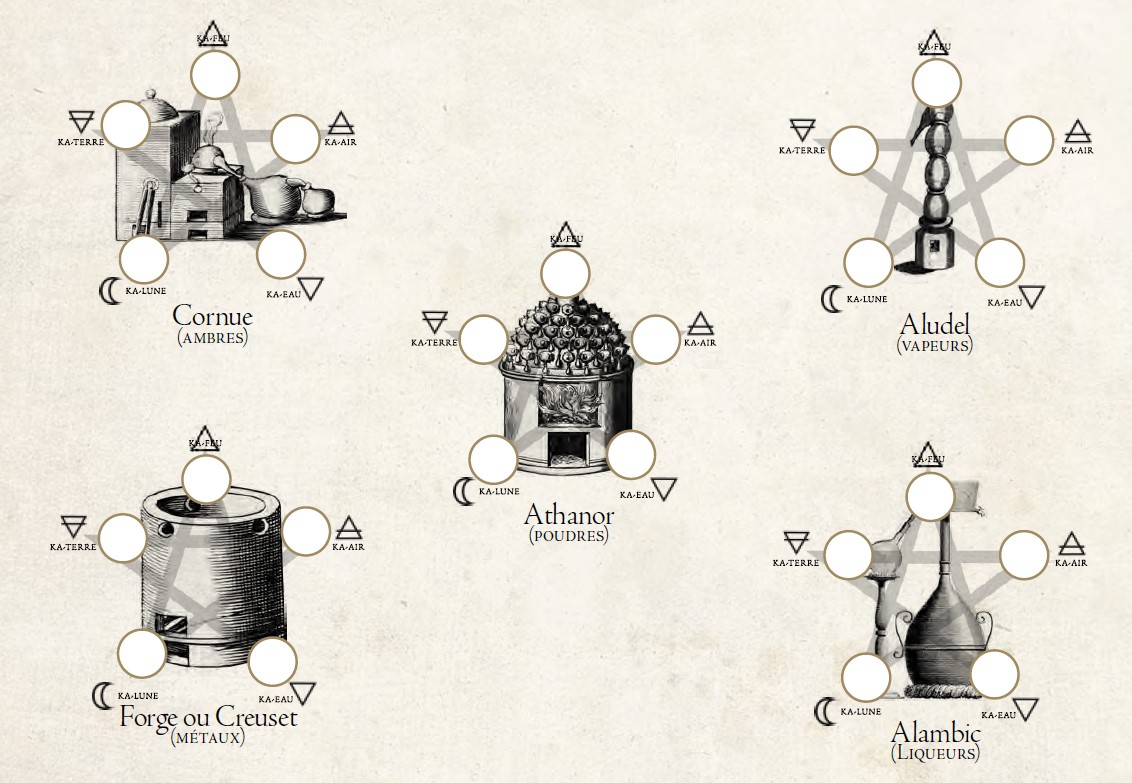 KA-FEU
KA-TERRE
KA-AIR
KA-LUNE
KA-EAU
Cornue
(AMBRES)
KA-FEU
KA-TERRE
KA-AIR
KA-LUNE
KA-EAU
Aludel
(VAPEURS)
KA-FEU
KA-TERRE
KA-AIR
KA-LUNE
KA-EAU
Athanor
(POUDRES)
KA-FEU
KA-TERRE
KA-AIR
KA-LUNE
KA-EAU
Forge ou Creuset
(MÉTAUX)
KA-FEU
KA-TERRE
KA-AIR
KA-LUNE
KA-EAU
Alambic
(LIQUEURS)